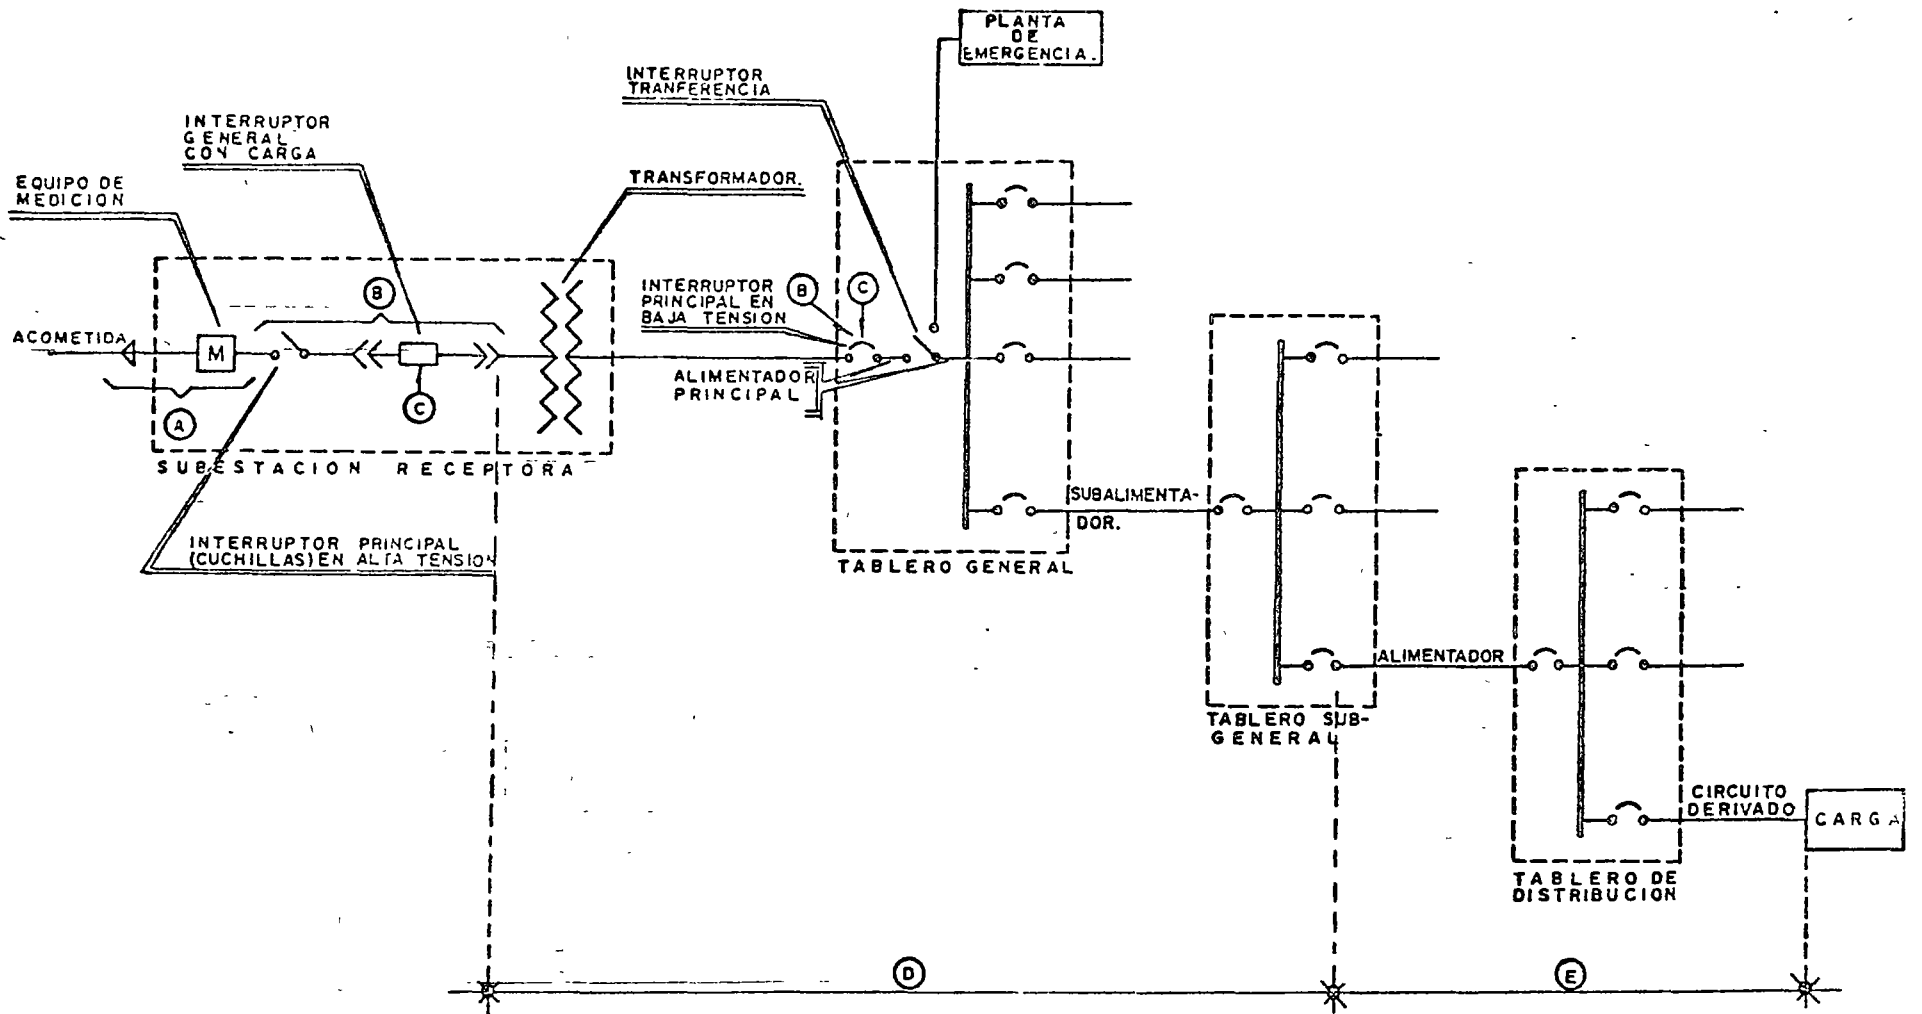 PLANTA
DE
EMERGENCIA.
INTERRUPTOR
TRANFERENCIA
INTERRUPTOR
GENERAL
CON CARGA
EQUIPO DE
MEDICION
TRANSFORMADOR.
B
INTERRUPTOR
PRINCIPAL EN
BAJA TENSION
B
C
ACOMETIDA
M
ALIMENTADOR
PRINCIPAL
C
A
SUBESTACION RECEPTORA
SUBALIMENTA-
DOR.
INTERRUPTOR PRINCIPAL
(CUCHILLAS) EN ALTA TENSION
TABLERO GENERAL
ALIMENTADOR
TABLERO SUB-
GENERAL
CIRCUITO
DERIVADO
CARGA
TABLERO DE
DISTRIBUCION
D
E